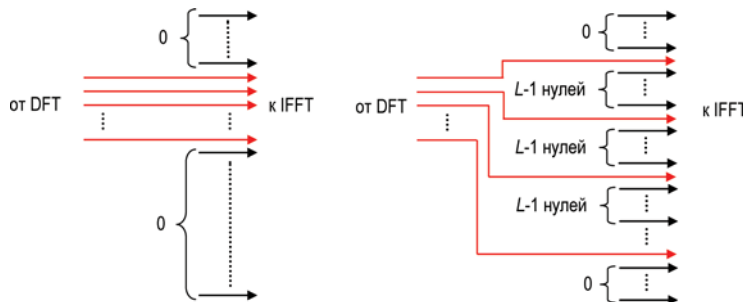 0
от DFT
к IFFT
0
0
L-1 нулей
от DFT
к IFFT
L-1 нулей
L-1 нулей
0